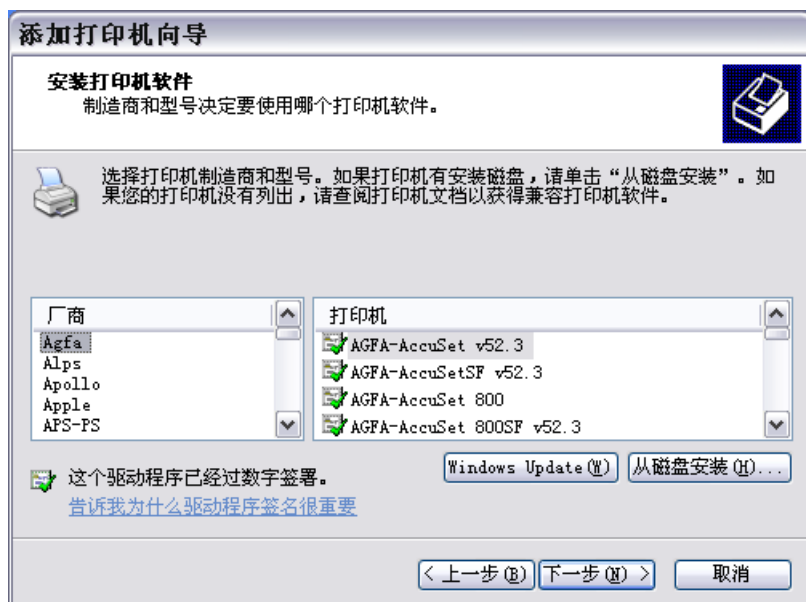 添加打印机向导
安装打印机软件
制造商和型号决定要使用哪个打印机软件。
选择打印机制造商和型号。如果打印机有安装磁盘，请单击“从磁盘安装”。如
果您的打印机没有列出，请查阅打印机文档以获得兼容打印机软件。
厂商
Agfa
Alps
Apollo
Apple
APS-PS
打印机
AGFA-AccuSet v52.3
AGFA-AccuSetSF v52.3
AGFA-AccuSet 800
AGFA-AccuSet 800SF v52.3
这个驱动程序已经过数字签署。
告诉我为什么驱动程序签名很重要
Windows Update(W)
从磁盘安装(H)...
< 上一步(B)
下一步(N) >
取消